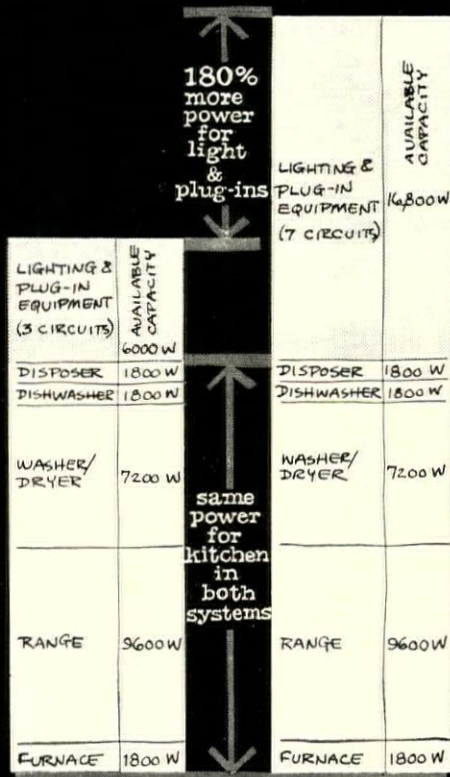 180%
more
power
for
light
&
plug-ins
LIGHTING &
PLUG-IN
EQUIPMENT
(3 CIRCUITS)
AVAILABLE
CAPACITY
6000 W
DISPOSER 1800 W
DISHWASHER 1800 W
WASHER/
DRYER 7200 W
RANGE 9600 W
FURNACE 1800 W
same
power
for
kitchen
in
both
systems
LIGHTING &
PLUG-IN
EQUIPMENT
(7 CIRCUITS)
AVAILABLE
CAPACITY
16,800 W
DISPOSER 1800 W
DISHWASHER 1800 W
WASHER/
DRYER 7200 W
RANGE 9600 W
FURNACE 1800 W